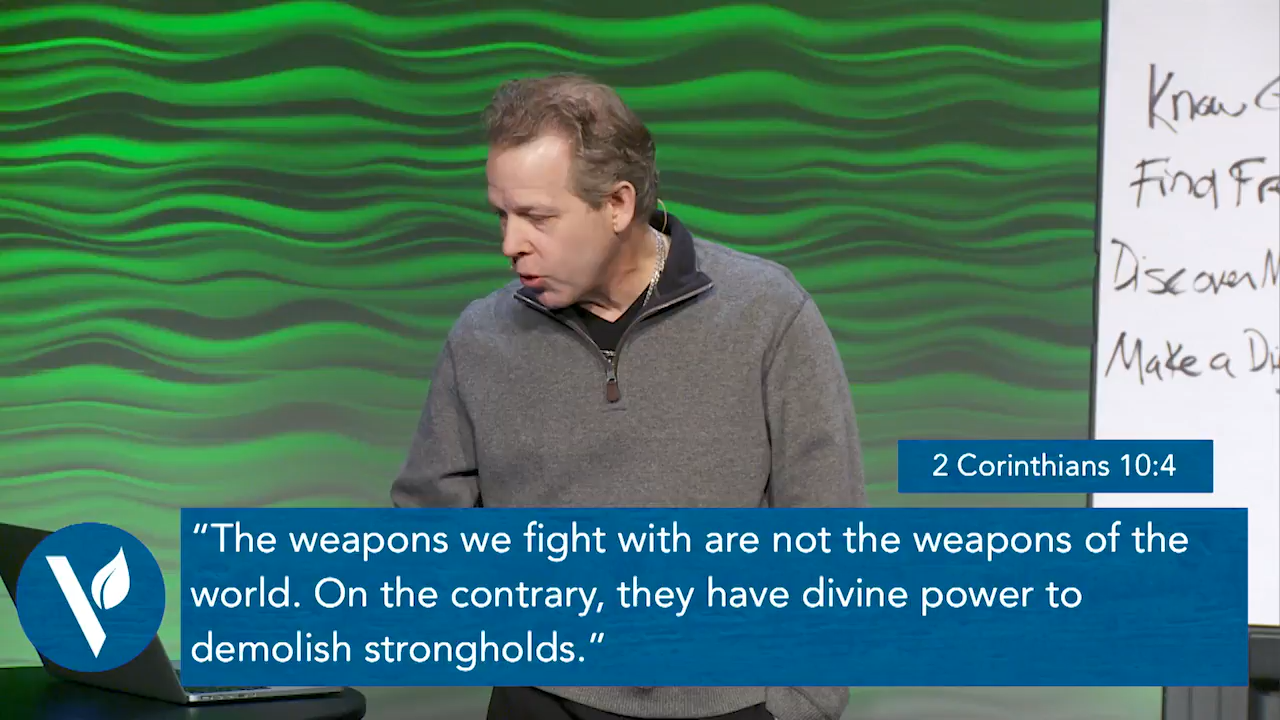 Know
Find
Discover
Make a
2 Corinthians 10:4
“The weapons we fight with are not the weapons of the
world. On the contrary, they have divine power to
demolish strongholds.”